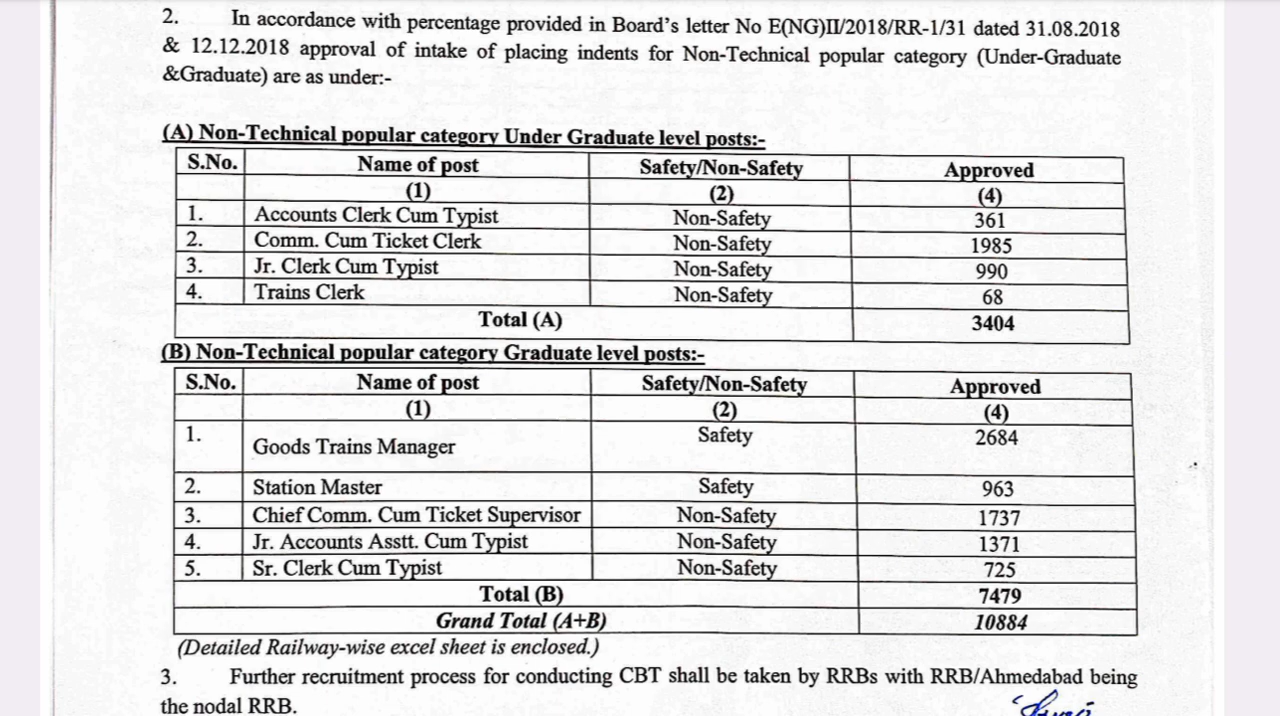 2. In accordance with percentage provided in Board's letter No E(NG)II/2018/RR-1/31 dated 31.08.2018
& 12.12.2018 approval of intake of placing indents for Non-Technical popular category (Under-Graduate
&Graduate) are as under:-
(A) Non-Technical popular category Under Graduate level posts:-
S.No. Name of post Safety/Non-Safety Approved
(1) (2) (4)
1. Accounts Clerk Cum Typist Non-Safety 361
2. Comm. Cum Ticket Clerk Non-Safety 1985
3. Jr. Clerk Cum Typist Non-Safety 990
4. Trains Clerk Non-Safety 68
Total (A) 3404
(B) Non-Technical popular category Graduate level posts:-
S.No. Name of post Safety/Non-Safety Approved
(1) (2) (4)
1. Goods Trains Manager Safety 2684
2. Station Master Safety 963
3. Chief Comm. Cum Ticket Supervisor Non-Safety 1737
4. Jr. Accounts Asstt. Cum Typist Non-Safety 1371
5. Sr. Clerk Cum Typist Non-Safety 725
Total (B) 7479
Grand Total (A+B) 10884
(Detailed Railway-wise excel sheet is enclosed.)
3. Further recruitment process for conducting CBT shall be taken by RRBs with RRB/Ahmedabad being
the nodal RRB.